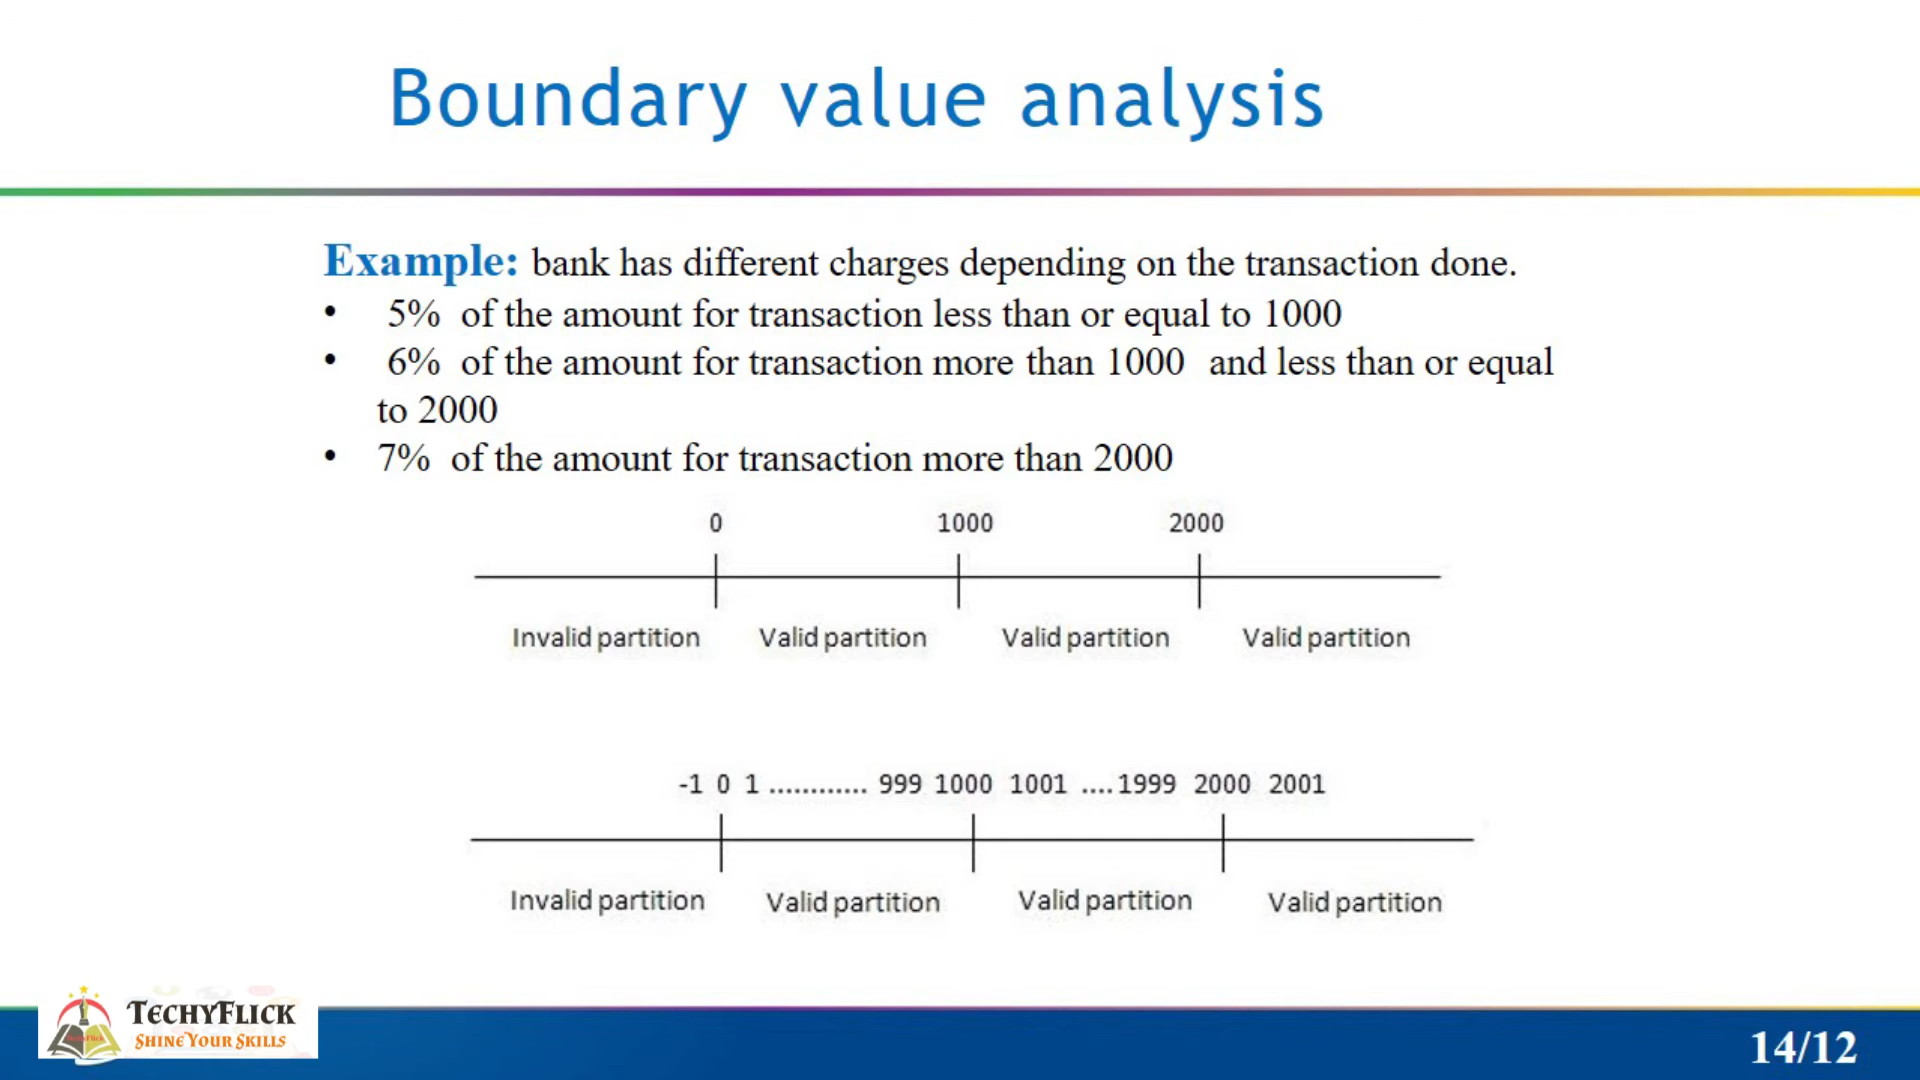 Boundary value analysis
Example: bank has different charges depending on the transaction done.
• 5% of the amount for transaction less than or equal to 1000
• 6% of the amount for transaction more than 1000 and less than or equal
to 2000
• 7% of the amount for transaction more than 2000
0 1000 2000
Invalid partition Valid partition Valid partition Valid partition
-1 0 1 ............ 999 1000 1001 ....1999 2000 2001
Invalid partition Valid partition Valid partition Valid partition
TECHYFLICK
SHINE YOUR SKILLS
14/12